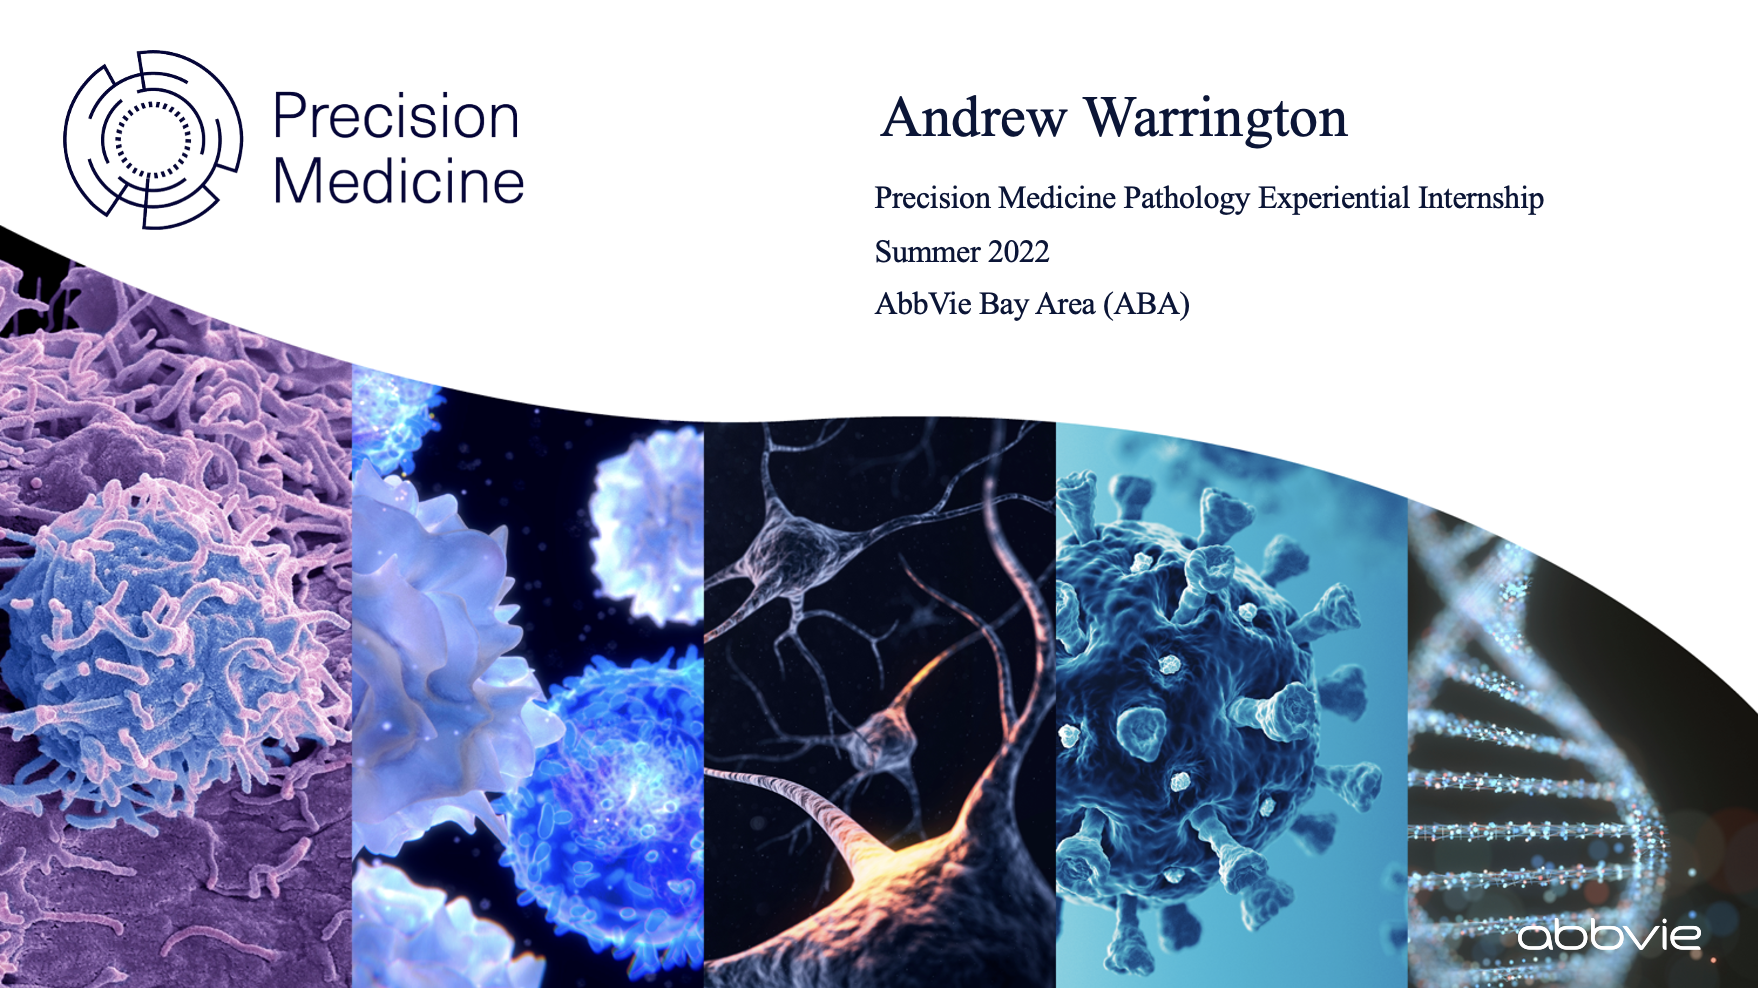 Precision
Medicine
Andrew Warrington
Precision Medicine Pathology Experiential Internship
Summer 2022
AbbVie Bay Area (ABA)
abbvie